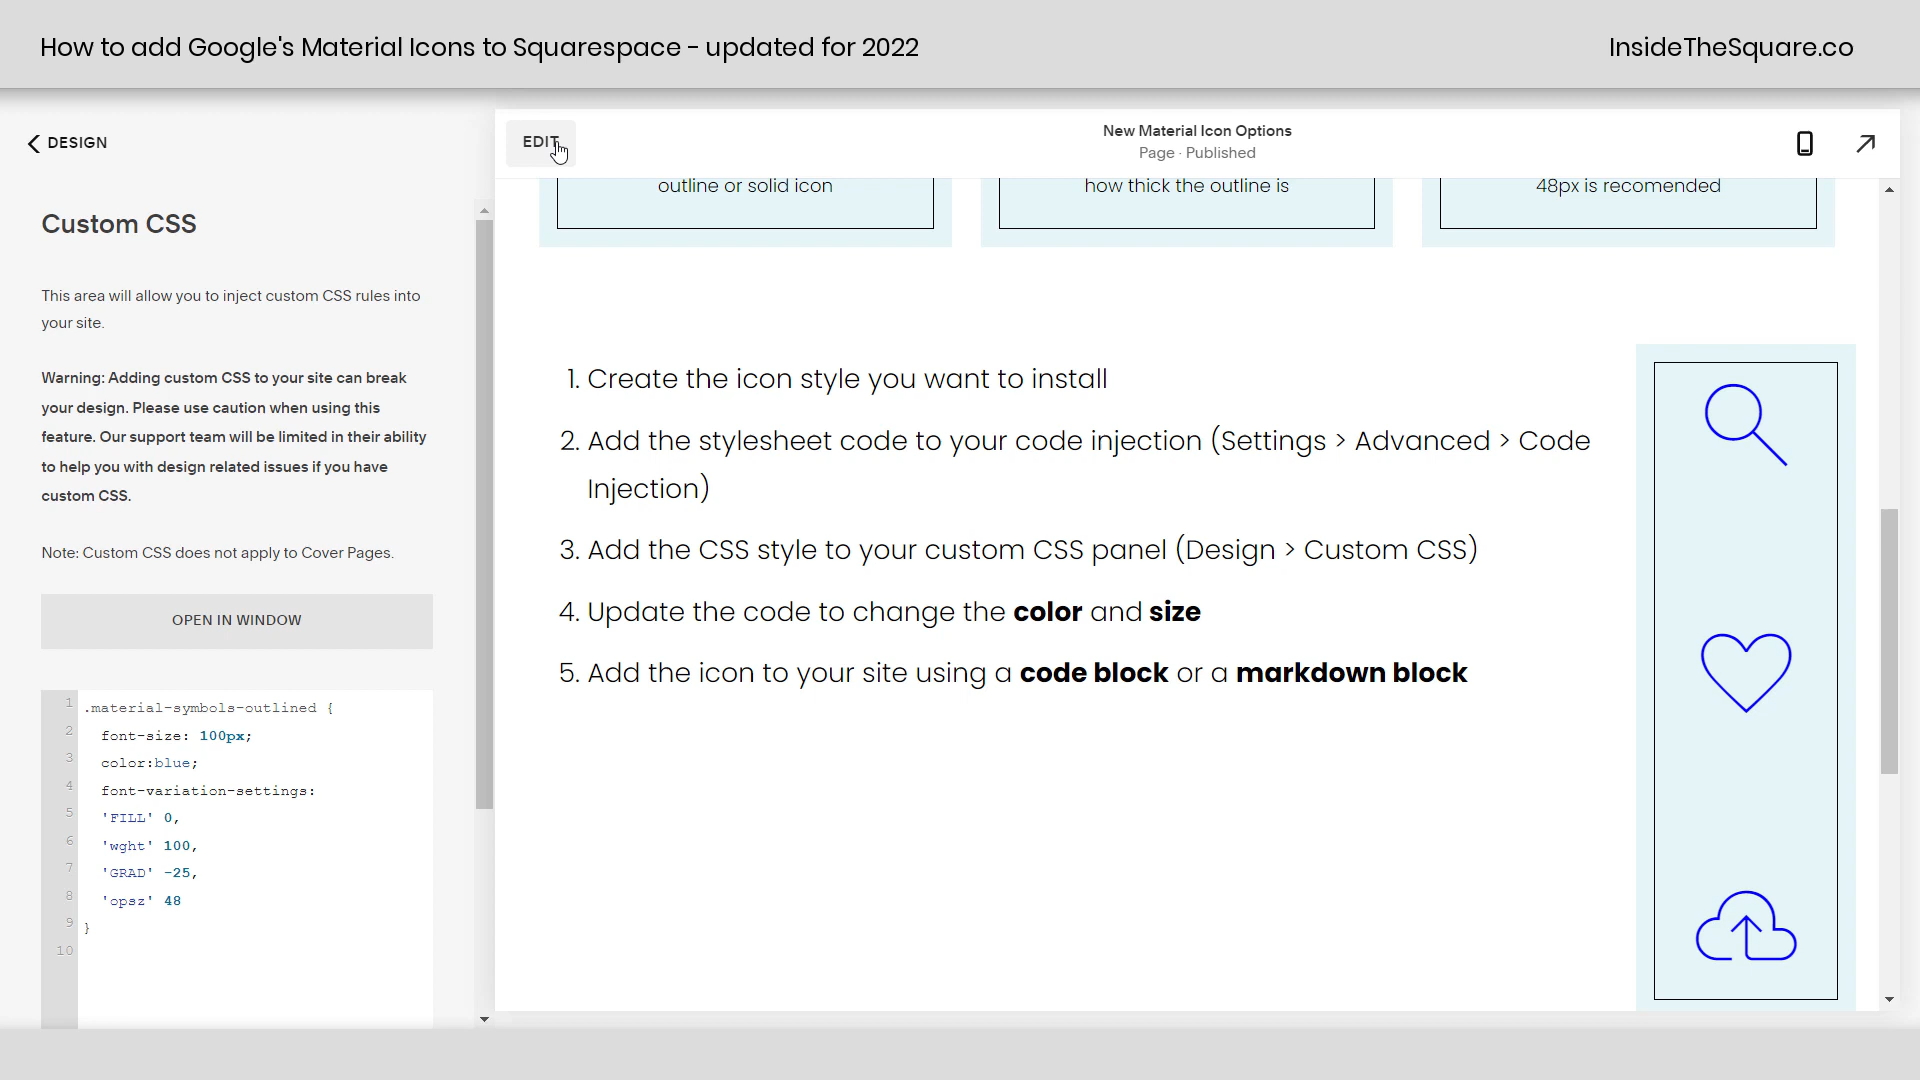 How to add Google's Material Icons to Squarespace - updated for 2022
InsideTheSquare.co
DESIGN
Custom CSS
This area will allow you to inject custom CSS rules into
your site.
Warning: Adding custom CSS to your site can break
your design. Please use caution when using this
feature. Our support team will be limited in their ability
to help you with design related issues if you have
custom CSS.
Note: Custom CSS does not apply to Cover Pages.
OPEN IN WINDOW
1 .material-symbols-outlined {
2 font-size: 100px;
3 color:blue;
4 font-variation-settings:
5 'FILL' 0,
6 'wght' 100,
7 'GRAD' -25,
8 'opsz' 48
9 }
10
EDIT
New Material Icon Options
Page · Published
outline or solid icon
how thick the outline is
48px is recomended
1. Create the icon style you want to install
2. Add the stylesheet code to your code injection (Settings > Advanced > Code
Injection)
3. Add the CSS style to your custom CSS panel (Design > Custom CSS)
4. Update the code to change the color and size
5. Add the icon to your site using a code block or a markdown block